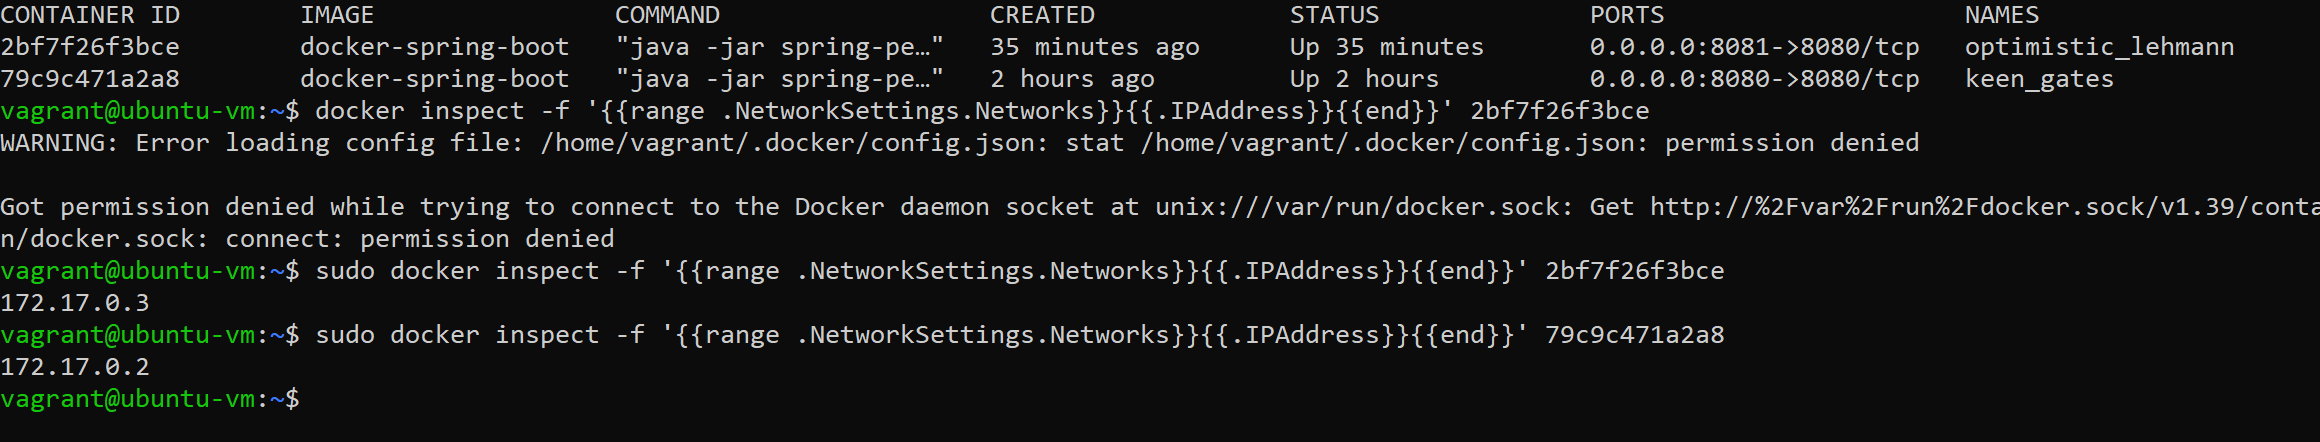 CONTAINER ID        IMAGE                COMMAND                  CREATED             STATUS              PORTS                    NAMES
2bf7f26f3bce        docker-spring-boot   "java -jar spring-pe…"   35 minutes ago      Up 35 minutes       0.0.0.0:8081->8080/tcp   optimistic_lehmann
79c9c471a2a8        docker-spring-boot   "java -jar spring-pe…"   2 hours ago         Up 2 hours          0.0.0.0:8080->8080/tcp   keen_gates
vagrant@ubuntu-vm:~$ docker inspect -f '{{range .NetworkSettings.Networks}}{{.IPAddress}}{{end}}' 2bf7f26f3bce
WARNING: Error loading config file: /home/vagrant/.docker/config.json: stat /home/vagrant/.docker/config.json: permission denied
Got permission denied while trying to connect to the Docker daemon socket at unix:///var/run/docker.sock: Get http://%2Fvar%2Frun%2Fdocker.sock/v1.39/conta
n/docker.sock: connect: permission denied
vagrant@ubuntu-vm:~$ sudo docker inspect -f '{{range .NetworkSettings.Networks}}{{.IPAddress}}{{end}}' 2bf7f26f3bce
172.17.0.3
vagrant@ubuntu-vm:~$ sudo docker inspect -f '{{range .NetworkSettings.Networks}}{{.IPAddress}}{{end}}' 79c9c471a2a8
172.17.0.2
vagrant@ubuntu-vm:~$